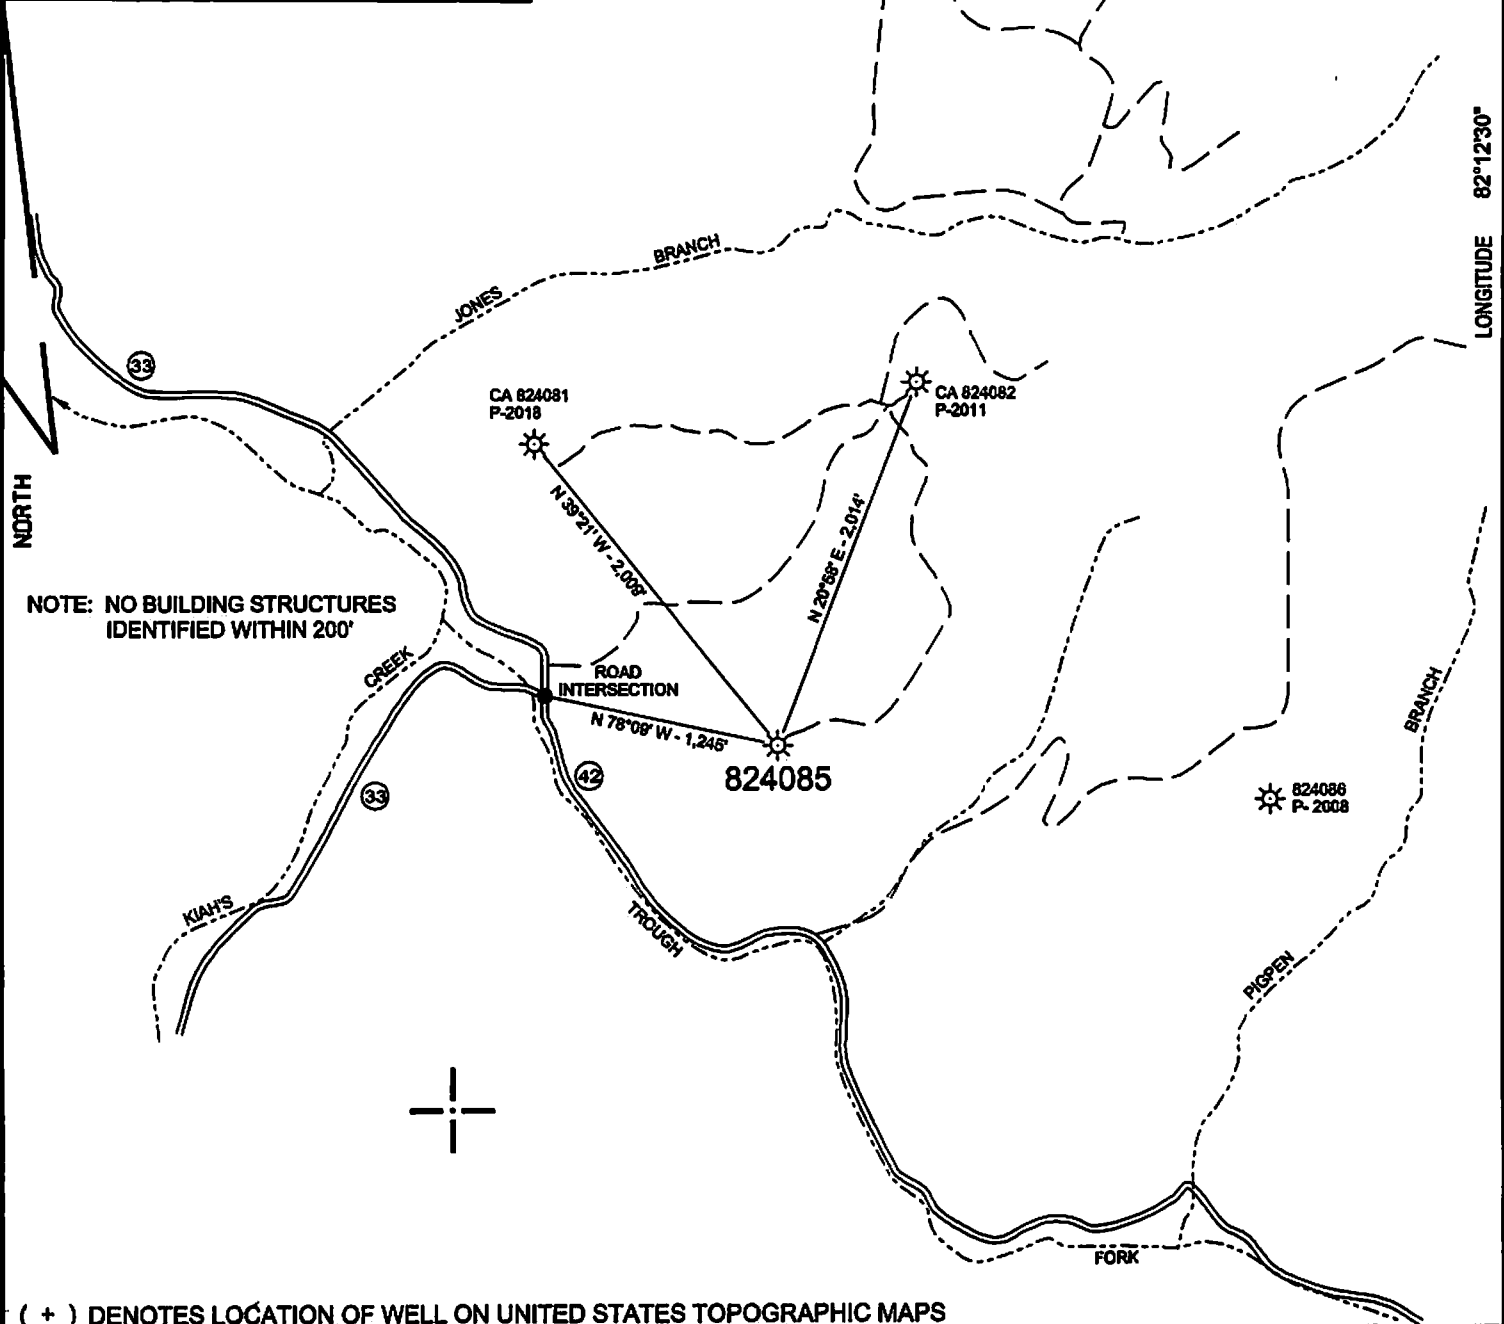 LONGITUDE 82°12'30"
BRANCH
JONES
33
CA 824081
P-2018
CA 824082
P-2011
NORTH
N 39°21' W - 2,009'
N 20°58' E - 2,014'
NOTE: NO BUILDING STRUCTURES
IDENTIFIED WITHIN 200'
CREEK
ROAD
INTERSECTION
N 78°09' W - 1,245'
BRANCH
824085
42
33
824086
P- 2008
KIAH'S
TROUGH
PIGPEN
FORK
( + ) DENOTES LOCATION OF WELL ON UNITED STATES TOPOGRAPHIC MAPS